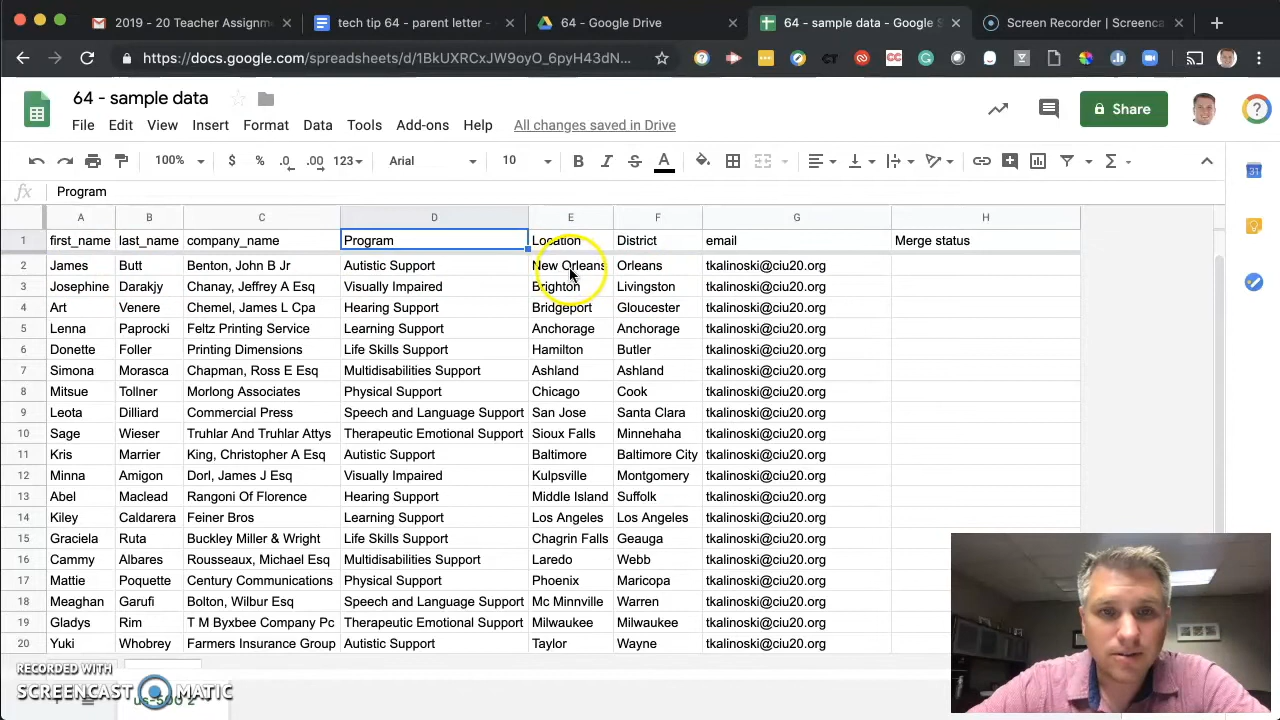 2019 - 20 Teacher Assignm
tech tip 64 - parent letter -
64 - Google Drive
64 - sample data - Google S
Screen Recorder | Screenca
https://docs.google.com/spreadsheets/d/1BkUXRCxJW9oyO_6pyH43dN...
64 - sample data
File Edit View Insert Format Data Tools Add-ons Help All changes saved in Drive
Share
100% $ % .0 .00 123 Arial 10 B I S A
fx Program
A B C D E F G H
1 first_name last_name company_name Program Location District email Merge status
2 James Butt Benton, John B Jr Autistic Support New Orleans Orleans tkalinoski@ciu20.org
3 Josephine Darakjy Chanay, Jeffrey A Esq Visually Impaired Brighton Livingston tkalinoski@ciu20.org
4 Art Venere Chemel, James L Cpa Hearing Support Bridgeport Gloucester tkalinoski@ciu20.org
5 Lenna Paprocki Feltz Printing Service Learning Support Anchorage Anchorage tkalinoski@ciu20.org
6 Donette Foller Printing Dimensions Life Skills Support Hamilton Butler tkalinoski@ciu20.org
7 Simona Morasca Chapman, Ross E Esq Multidisabilities Support Ashland Ashland tkalinoski@ciu20.org
8 Mitsue Tollner Morlong Associates Physical Support Chicago Cook tkalinoski@ciu20.org
9 Leota Dilliard Commercial Press Speech and Language Support San Jose Santa Clara tkalinoski@ciu20.org
10 Sage Wieser Truhlar And Truhlar Attys Therapeutic Emotional Support Sioux Falls Minnehaha tkalinoski@ciu20.org
11 Kris Marrier King, Christopher A Esq Autistic Support Baltimore Baltimore City tkalinoski@ciu20.org
12 Minna Amigon Dorl, James J Esq Visually Impaired Kulpsville Montgomery tkalinoski@ciu20.org
13 Abel Maclead Rangoni Of Florence Hearing Support Middle Island Suffolk tkalinoski@ciu20.org
14 Kiley Caldarera Feiner Bros Learning Support Los Angeles Los Angeles tkalinoski@ciu20.org
15 Graciela Ruta Buckley Miller & Wright Life Skills Support Chagrin Falls Geauga tkalinoski@ciu20.org
16 Cammy Albares Rousseaux, Michael Esq Multidisabilities Support Laredo Webb tkalinoski@ciu20.org
17 Mattie Poquette Century Communications Physical Support Phoenix Maricopa tkalinoski@ciu20.org
18 Meaghan Garufi Bolton, Wilbur Esq Speech and Language Support Mc Minnville Warren tkalinoski@ciu20.org
19 Gladys Rim T M Byxbee Company Pc Therapeutic Emotional Support Milwaukee Milwaukee tkalinoski@ciu20.org
20 Yuki Whobrey Farmers Insurance Group Autistic Support Taylor Wayne tkalinoski@ciu20.org
RECORDED WITH
SCREENCAST MATIC
us-500 2